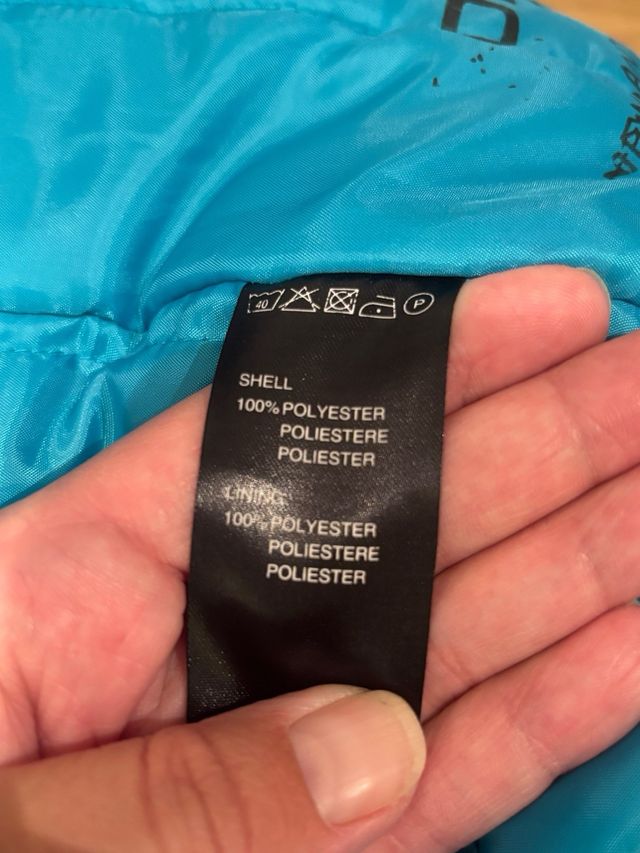 40 P
SHELL
100% POLYESTER
POLIESTERE
POLIESTER
LINING
100% POLYESTER
POLIESTERE
POLIESTER